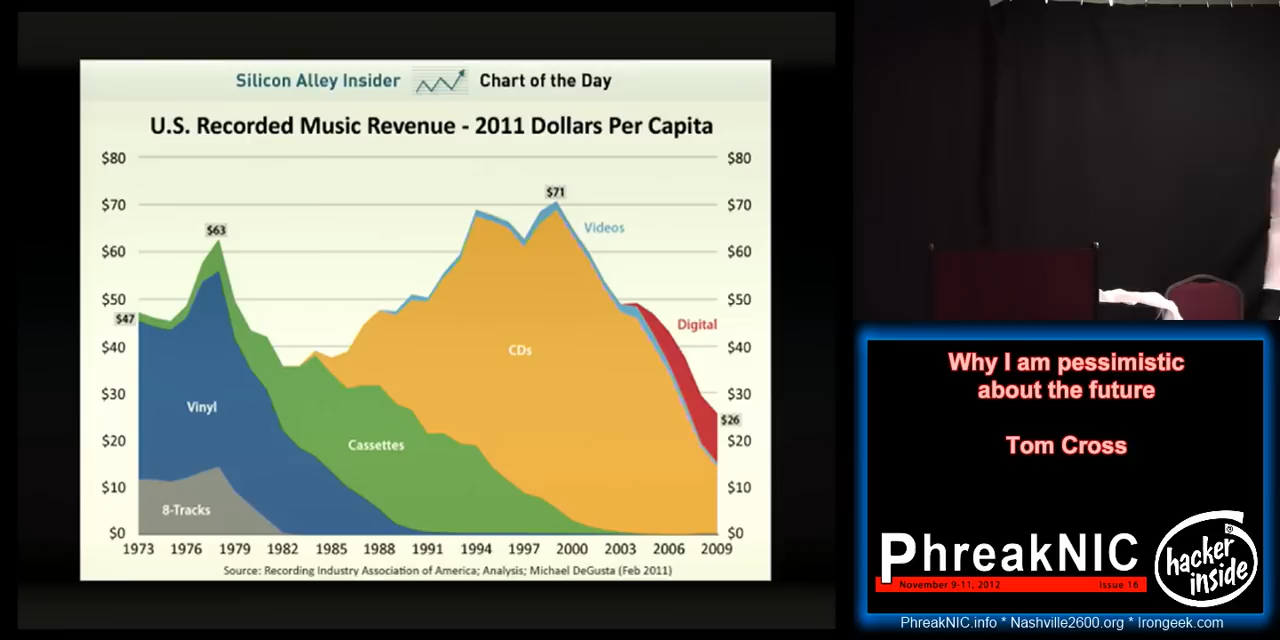 Silicon Alley Insider Chart of the Day
U.S. Recorded Music Revenue - 2011 Dollars Per Capita
$80 $80
$71
$70 $70
Videos
$63
$60 $60
$50 $50
$47
Digital
$40 $40
CDs
$30 $30
Vinyl
$26
$20 $20
Cassettes
$10 $10
8-Tracks
$0 $0
1973 1976 1979 1982 1985 1988 1991 1994 1997 2000 2003 2006 2009
Source: Recording Industry Association of America; Analysis; Michael DeGusta (Feb 2011)
Why I am pessimistic
about the future
Tom Cross
PhreakNIC
November 9-11, 2012 Issue 16
hacker
inside
PhreakNIC.info * Nashville2600.org * Irongeek.com